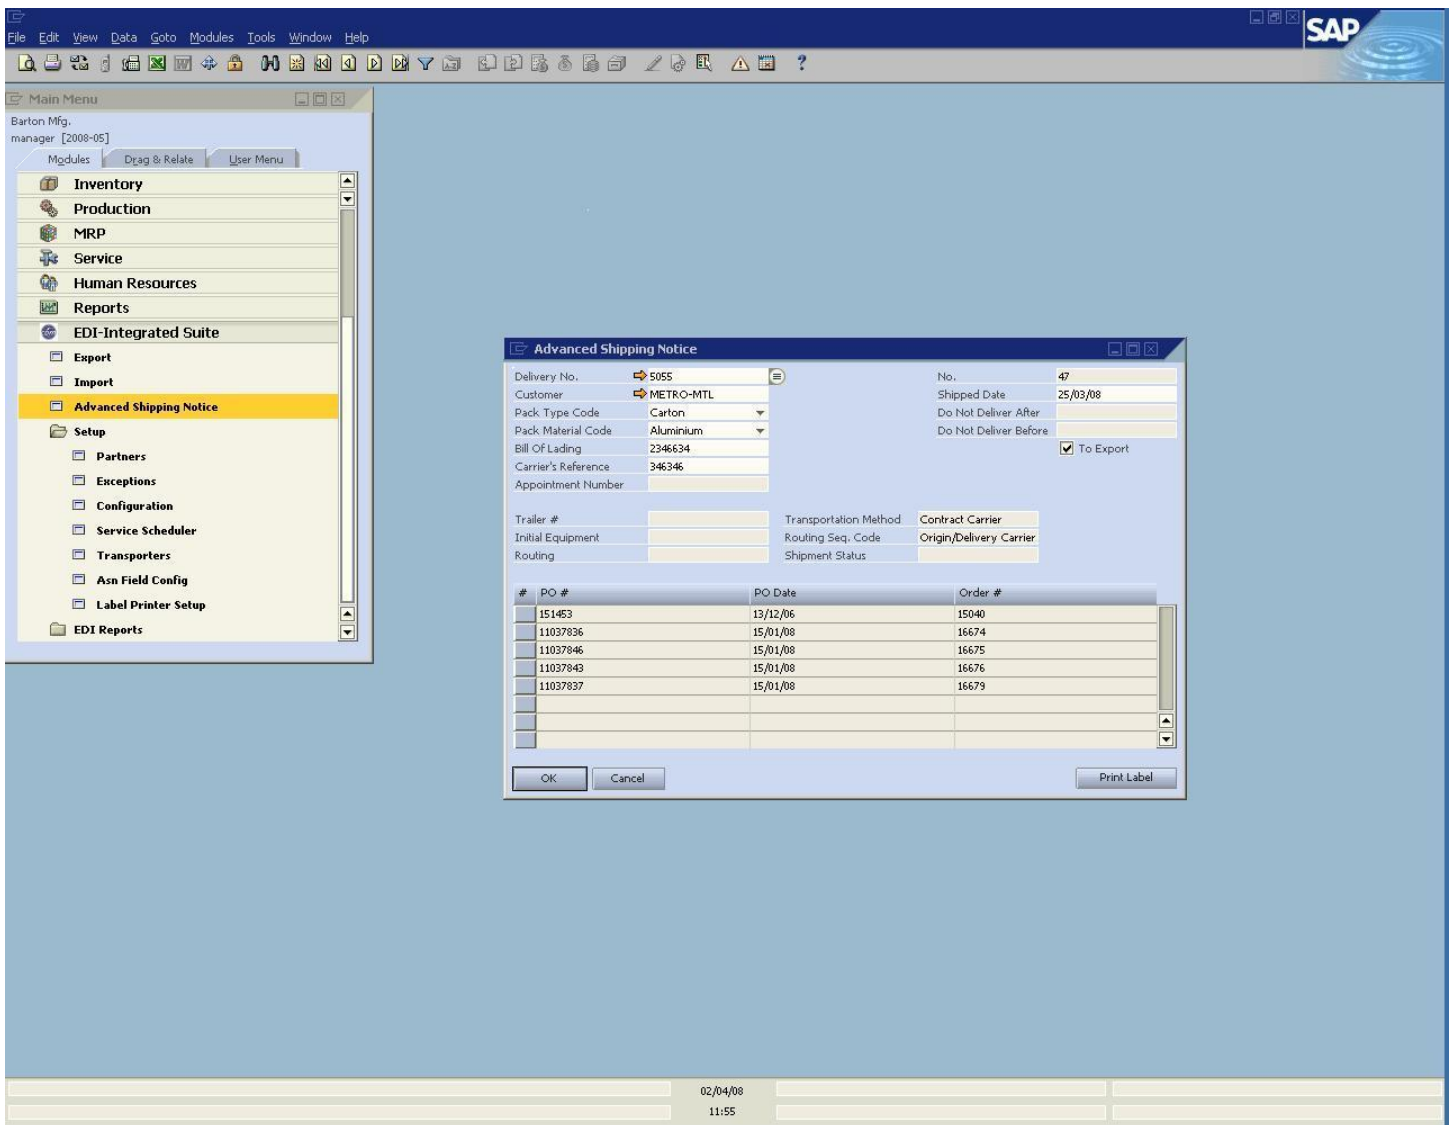 SAP
File Edit View Data Goto Modules Tools Window Help
Main Menu
Barton Mfg.
manager [2008-05]
Modules Drag & Relate User Menu
Inventory
Production
MRP
Service
Human Resources
Reports
EDI-Integrated Suite
Export
Import
Advanced Shipping Notice
Setup
Partners
Exceptions
Configuration
Service Scheduler
Transporters
Asn Field Config
Label Printer Setup
EDI Reports
Advanced Shipping Notice
Delivery No. 5055 No. 47
Customer METRO-MTL Shipped Date 25/03/08
Pack Type Code Carton Do Not Deliver After
Pack Material Code Aluminium Do Not Deliver Before
Bill Of Lading 2346634 To Export
Carrier's Reference 346346
Appointment Number
Trailer # Transportation Method Contract Carrier
Initial Equipment Routing Seq. Code Origin/Delivery Carrier
Routing Shipment Status
# PO # PO Date Order #
151453 13/12/06 15040
11037836 15/01/08 16674
11037846 15/01/08 16675
11037843 15/01/08 16676
11037837 15/01/08 16679
OK Cancel Print Label
02/04/08
11:55